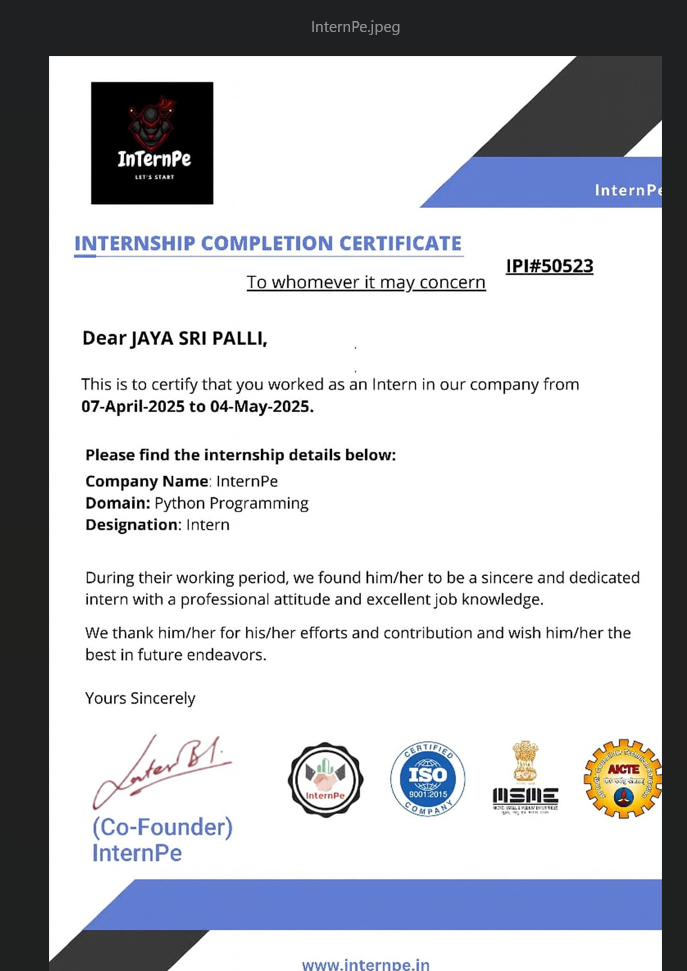 InternPe.jpeg
InTernPe
LET'S START
InternPe
INTERNSHIP COMPLETION CERTIFICATE
IPI#50523
To whomever it may concern
Dear JAYA SRI PALLI,
This is to certify that you worked as an Intern in our company from
07-April-2025 to 04-May-2025.
Please find the internship details below:
Company Name: InternPe
Domain: Python Programming
Designation: Intern
During their working period, we found him/her to be a sincere and dedicated
intern with a professional attitude and excellent job knowledge.
We thank him/her for his/her efforts and contribution and wish him/her the
best in future endeavors.
Yours Sincerely
(Co-Founder)
InternPe
InternPe
CERTIFIED
ISO
9001:2015
COMPANY
MSME
AICTE
www.internpe.in